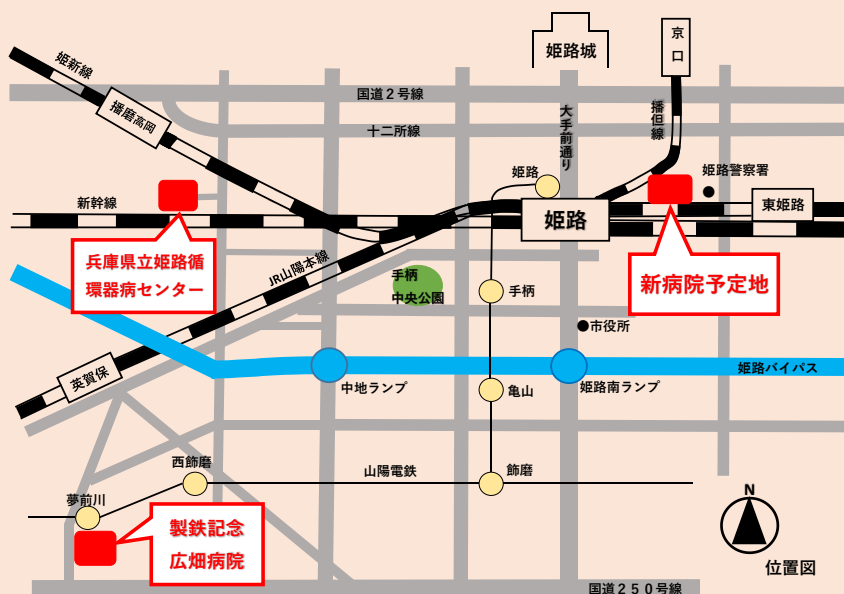 姫路城
京
口
姫新線
国道２号線
播磨高岡
十二所線
大手前通り
播但線
姫路
姫路警察署
新幹線
姫路
東姫路
兵庫県立姫路循
環器病センター
JR山陽本線
手柄
中央公園
手柄
新病院予定地
市役所
英賀保
中地ランプ
亀山
姫路南ランプ
姫路バイパス
西飾磨
山陽電鉄
飾磨
夢前川
製鉄記念
広畑病院
N
位置図
国道２５０号線